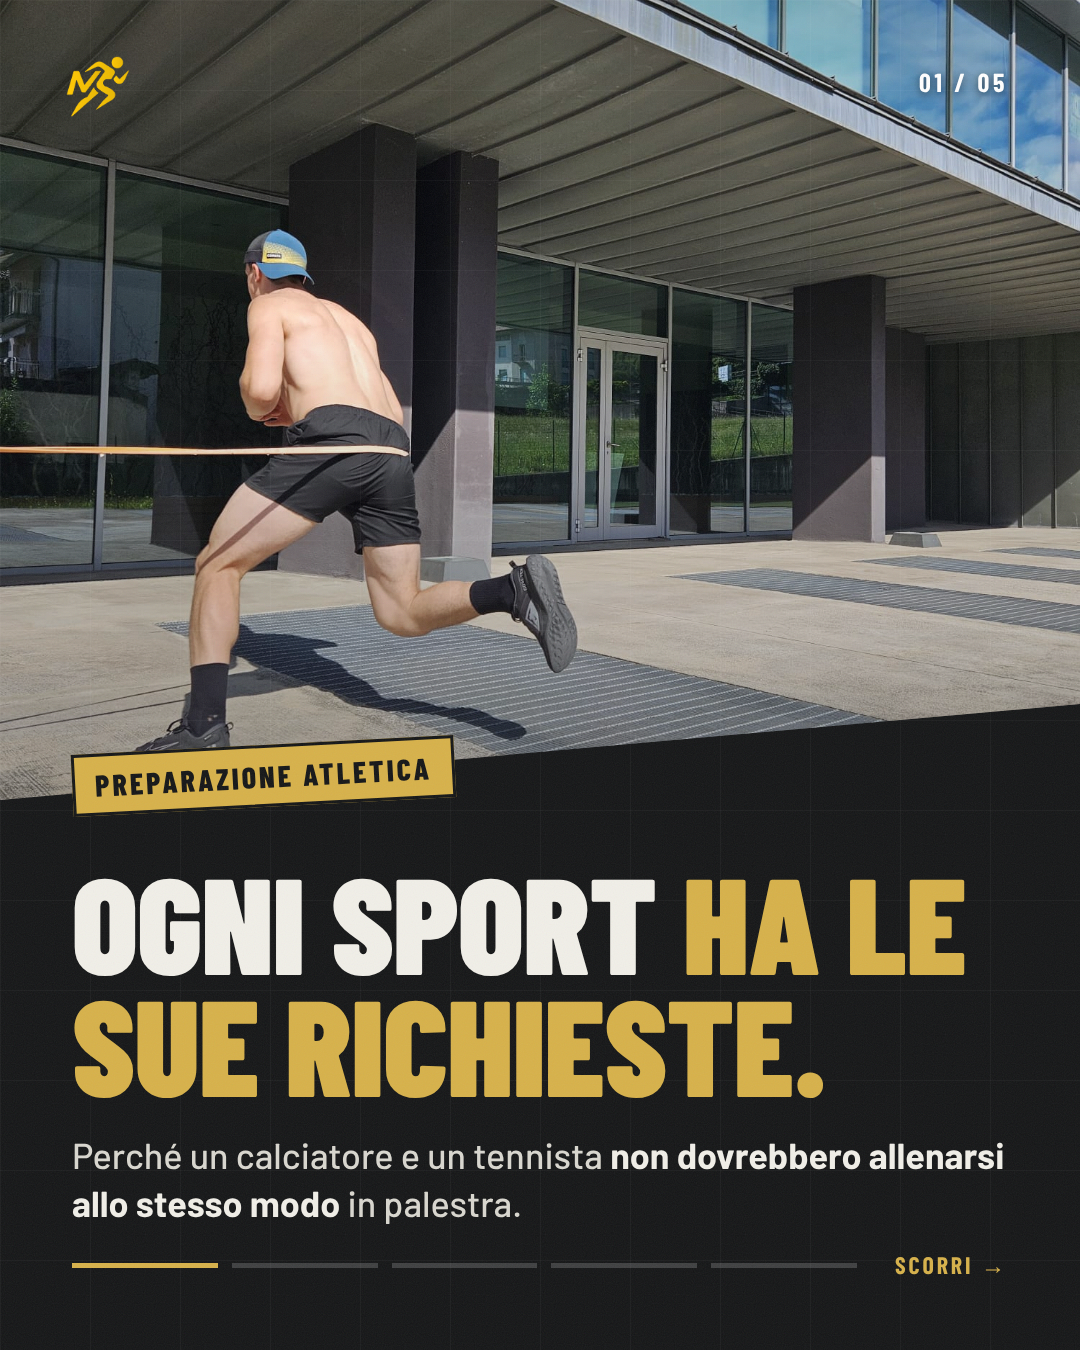 01 / 05
PREPARAZIONE ATLETICA
OGNI SPORT HA LE
SUE RICHIESTE.
Perché un calciatore e un tennista non dovrebbero allenarsi
allo stesso modo in palestra.
SCORRI →